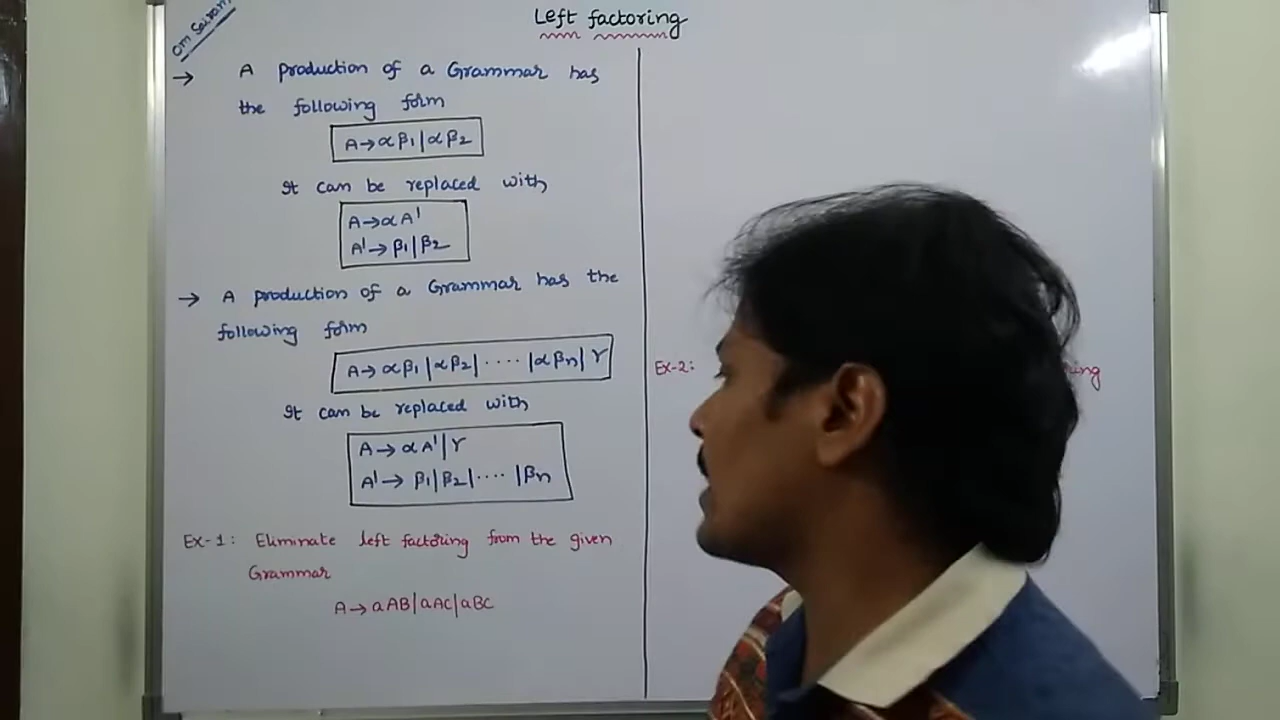 Left factoring
Om Sairam
→ A production of a Grammar has
the following form
A→αβ1|αβ2
It can be replaced with
A→αA'
A'→β1|β2
→ A production of a Grammar has the
following form
A→αβ1|αβ2|.....|αβn|γ
It can be replaced with
A→αA'|γ
A'→β1|β2|....|βn
Ex-1: Eliminate left factoring from the given
Grammar
A→aAB|aAc|aBc
Ex-2: